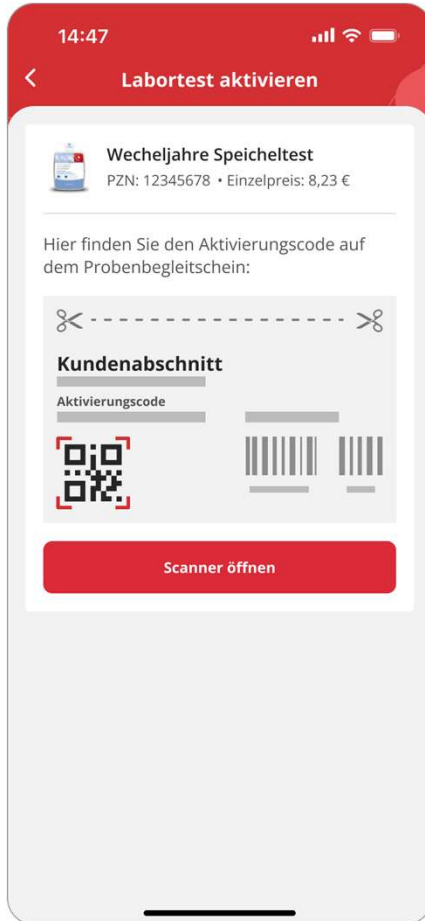 14:47
Labortest aktivieren
Wecheljahre Speicheltest
PZN: 12345678 • Einzelpreis: 8,23 €
Hier finden Sie den Aktivierungscode auf
dem Probenbegleitschein:
Kundenabschnitt
Aktivierungscode
Scanner öffnen